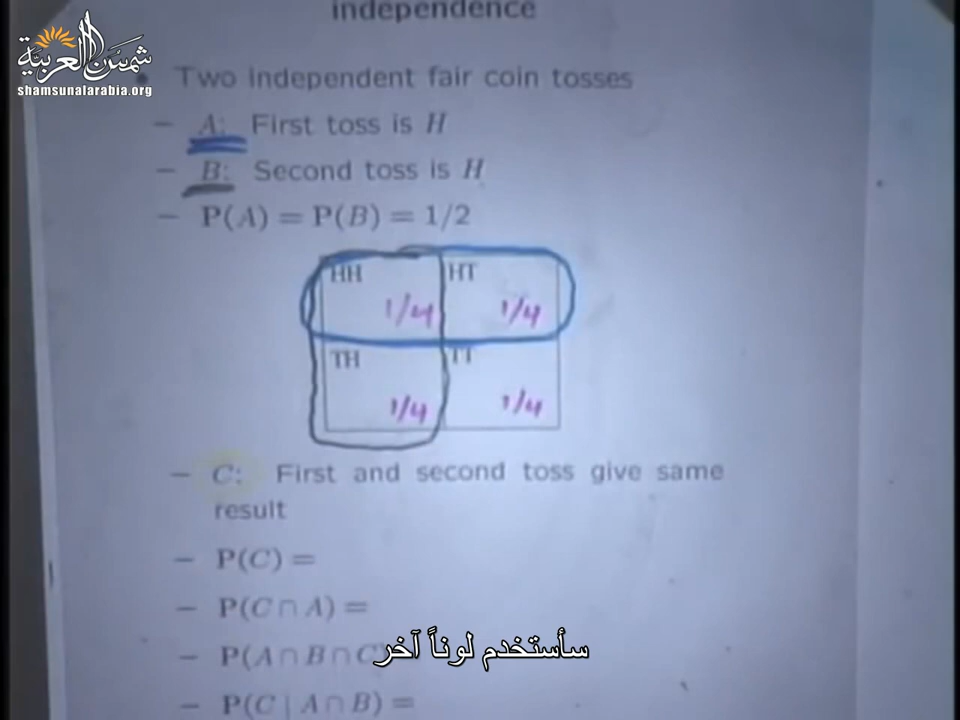 independence
شمس العربية
shamsunalarabia.org
Two independent fair coin tosses
– A: First toss is H
– B: Second toss is H
– P(A) = P(B) = 1/2
HH HT
1/4 1/4
TH TT
1/4 1/4
– C: First and second toss give same
result
– P(C) =
– P(C ∩ A) =
– P(A ∩ B ∩ C
سأستخدم لوناً آخر
– P(C | A ∩ B) =